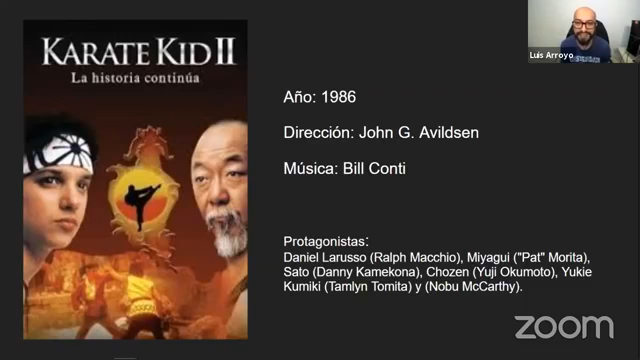 KARATE KID II
La historia continúa
Luis Arroyo
Año: 1986
Dirección: John G. Avildsen
Música: Bill Conti
Protagonistas:
Daniel Larusso (Ralph Macchio), Miyagui ("Pat" Morita),
Sato (Danny Kamekona), Chozen (Yuji Okumoto), Yukie
Kumiki (Tamlyn Tomita) y (Nobu McCarthy).
zoom